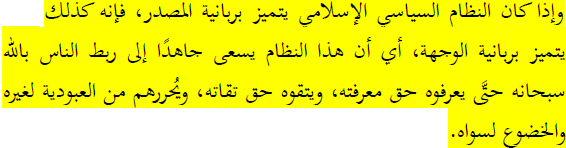 وإذا كان النظام السياسي الإسلامي يتميز بربانية المصدر، فإنه كذلك
يتميز بربانية الوجهة، أي أن هذا النظام يسعى جاهدًا إلى ربط الناس بالله
سبحانه حتَّى يعرفوه حق معرفته، ويتقوه حق تقاته، ويُحررهم من العبودية لغيره
والخضوع لسواه.